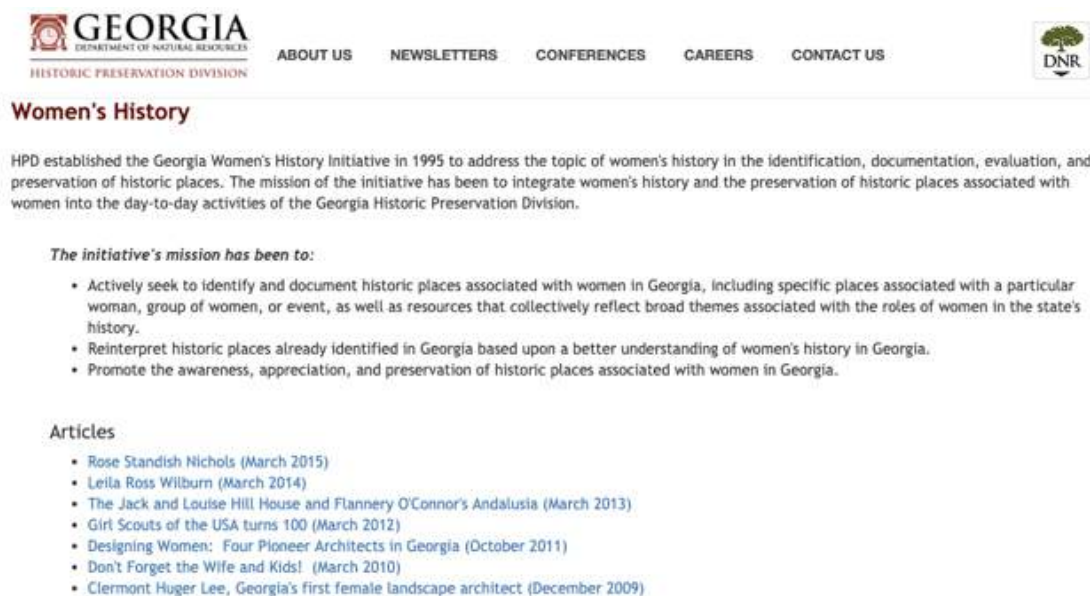 GEORGIA
DEPARTMENT OF NATURAL RESOURCES
HISTORIC PRESERVATION DIVISION
ABOUT US NEWSLETTERS CONFERENCES CAREERS CONTACT US
DNR
Women's History
HPD established the Georgia Women's History Initiative in 1995 to address the topic of women's history in the identification, documentation, evaluation, and
preservation of historic places. The mission of the initiative has been to integrate women's history and the preservation of historic places associated with
women into the day-to-day activities of the Georgia Historic Preservation Division.
The initiative's mission has been to:
• Actively seek to identify and document historic places associated with women in Georgia, including specific places associated with a particular
woman, group of women, or event, as well as resources that collectively reflect broad themes associated with the roles of women in the state's
history.
• Reinterpret historic places already identified in Georgia based upon a better understanding of women's history in Georgia.
• Promote the awareness, appreciation, and preservation of historic places associated with women in Georgia.
Articles
• Rose Standish Nichols (March 2015)
• Leila Ross Wilburn (March 2014)
• The Jack and Louise Hill House and Flannery O'Connor's Andalusia (March 2013)
• Girl Scouts of the USA turns 100 (March 2012)
• Designing Women: Four Pioneer Architects in Georgia (October 2011)
• Don't Forget the Wife and Kids! (March 2010)
• Clermont Huger Lee, Georgia's first female landscape architect (December 2009)